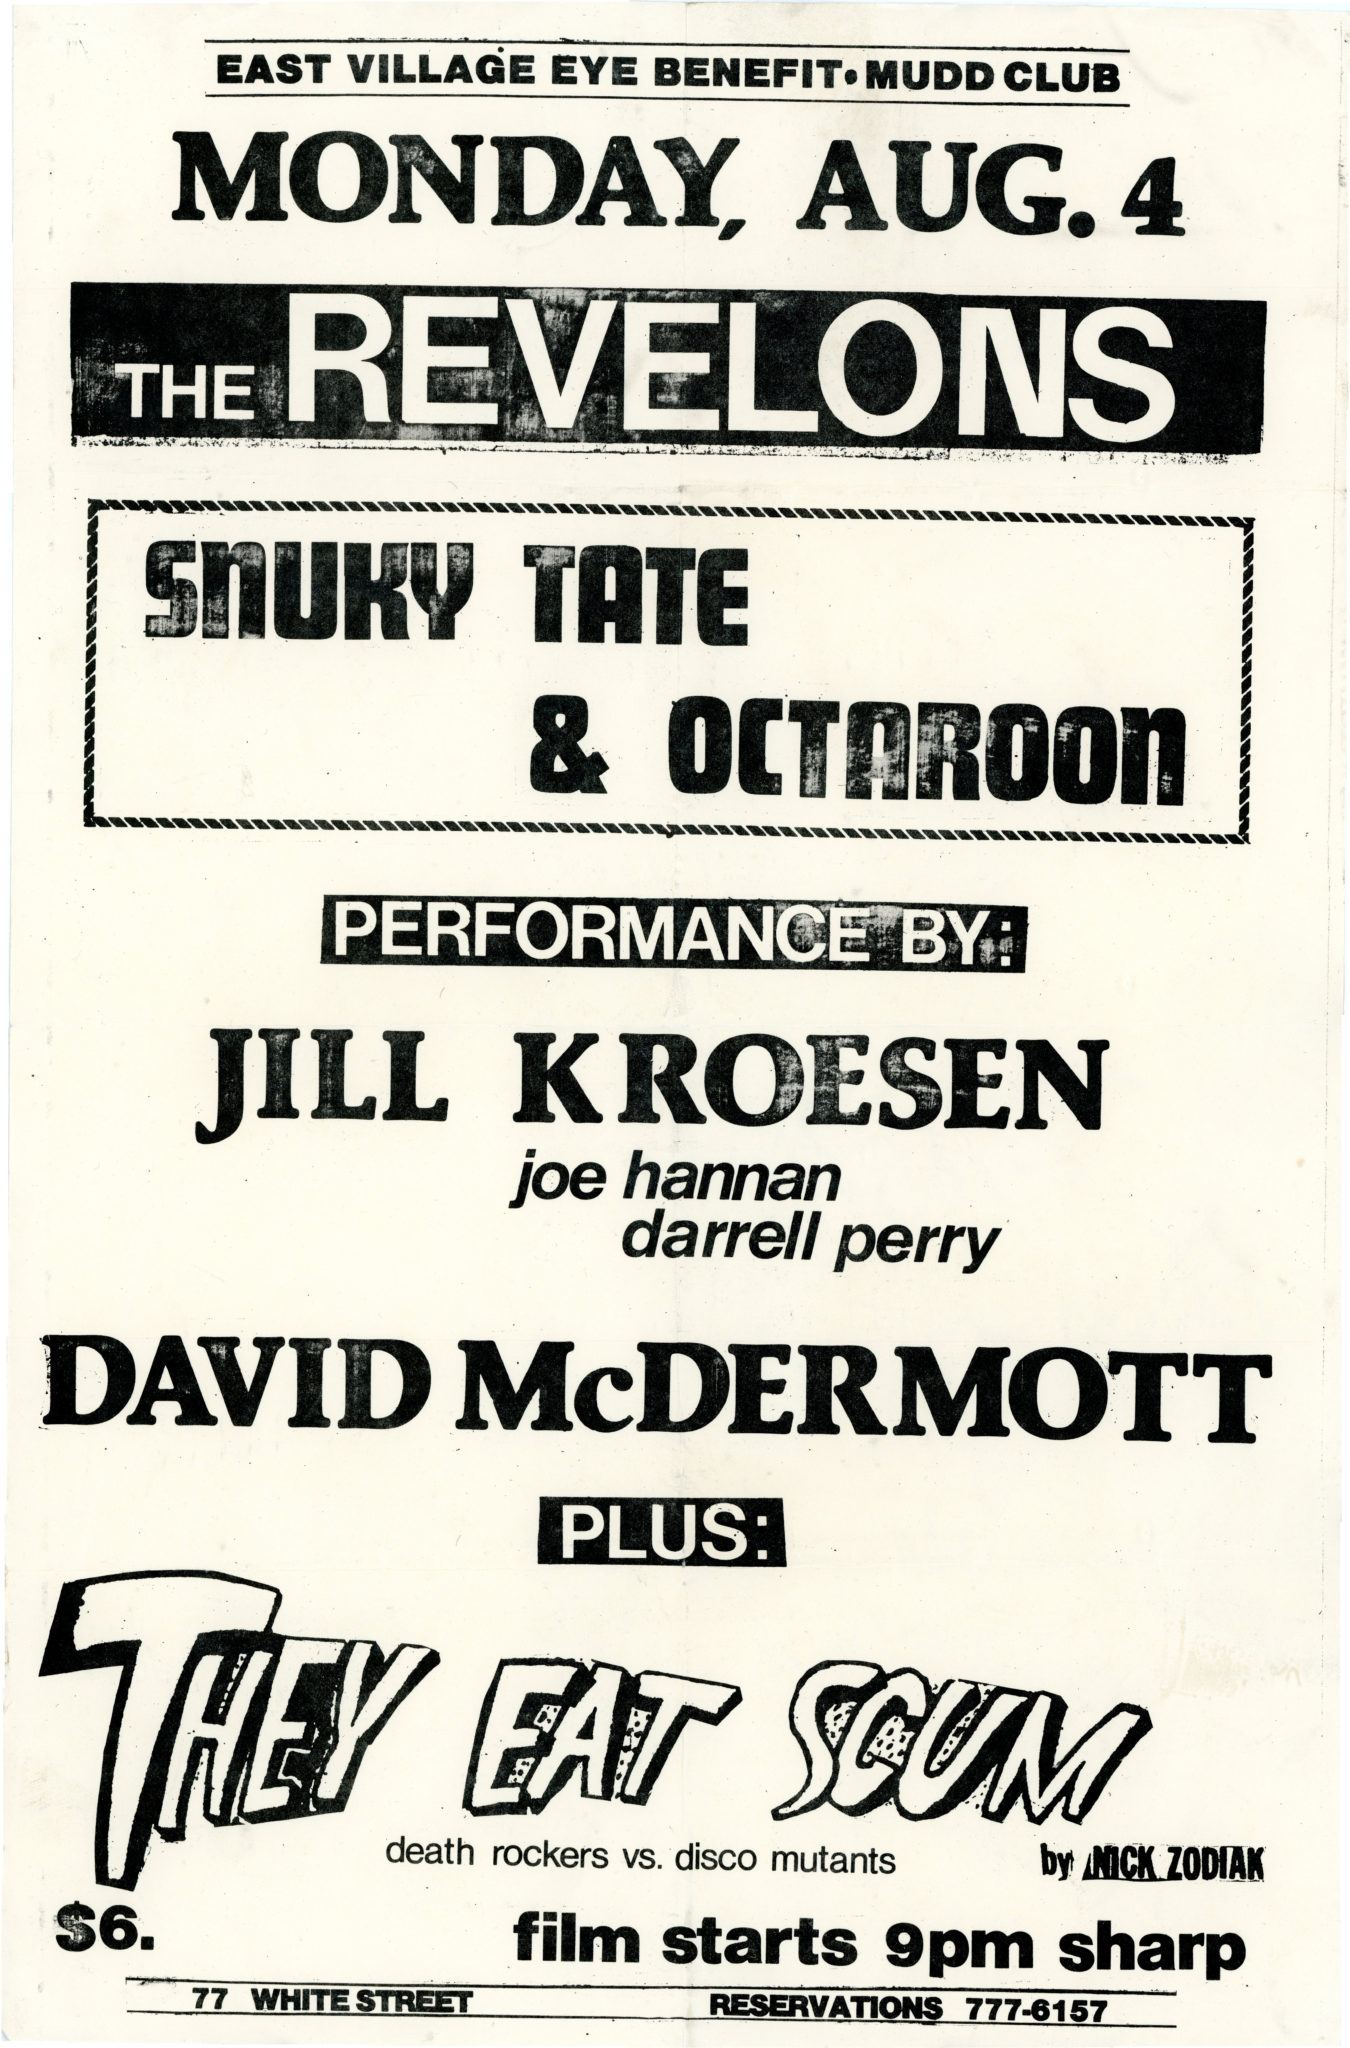 EAST VILLAGE EYE BENEFIT • MUDD CLUB
MONDAY, AUG. 4
THE REVELONS
SNUKY TATE
& OCTAROON
PERFORMANCE BY:
JILL KROESEN
joe hannan
darrell perry
DAVID McDERMOTT
PLUS:
THEY EAT SCUM
death rockers vs. disco mutants by NICK ZODIAK
$6. film starts 9pm sharp
77 WHITE STREET RESERVATIONS 777-6157